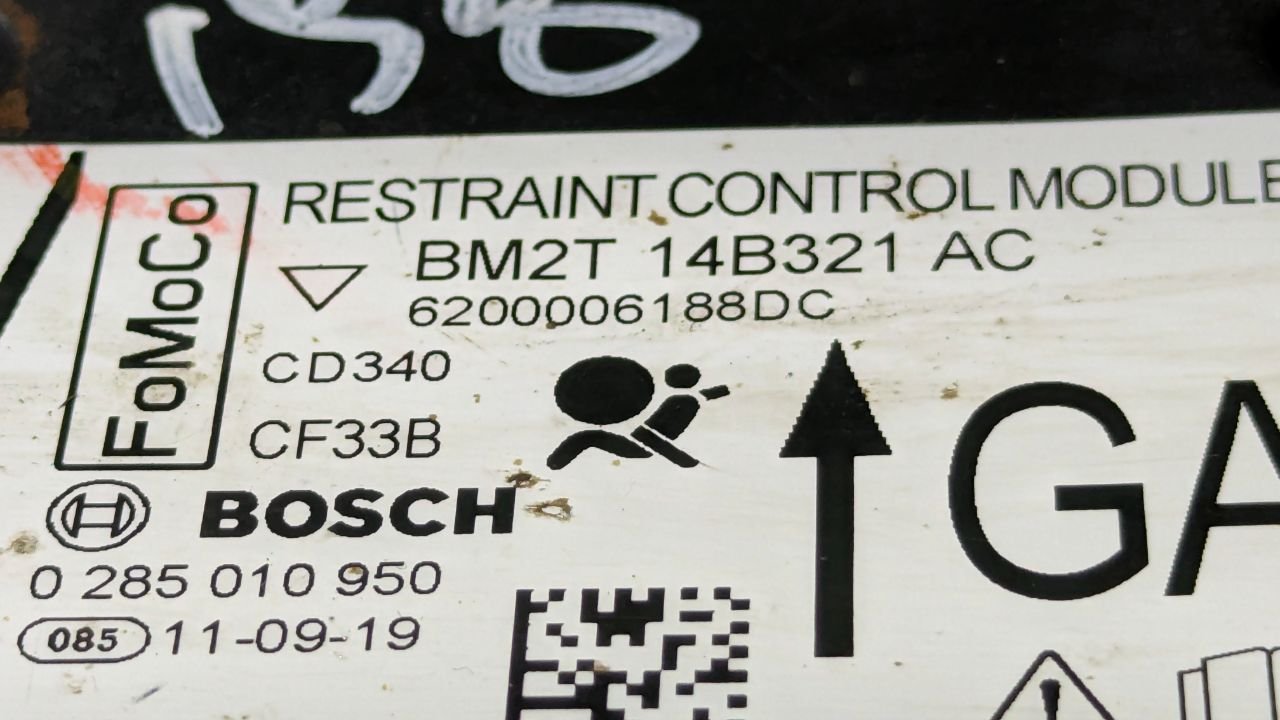 RESTRAINT CONTROL MODULE
FoMoCo
BM2T 14B321 AC
6200006188DC
CD340
CF33B
GA
BOSCH
0 285 010 950
085 11-09-19